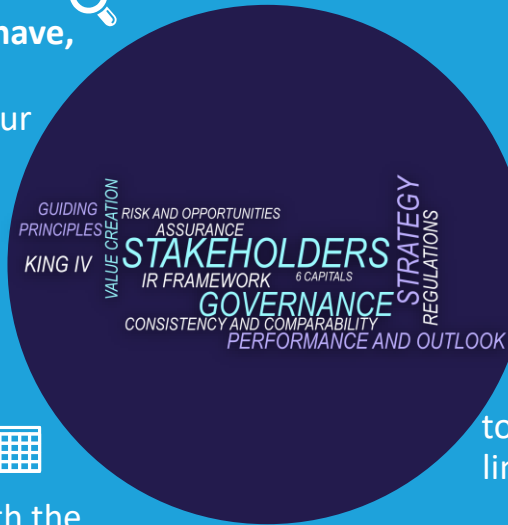 have,
ur
GUIDING
PRINCIPLES
KING IV
VALUE CREATION
RISK AND OPPORTUNITIES
ASSURANCE
STAKEHOLDERS
IR FRAMEWORK
6 CAPITALS
GOVERNANCE
CONSISTENCY AND COMPARABILITY
PERFORMANCE AND OUTLOOK
STRATEGY
REGULATIONS
to
th the